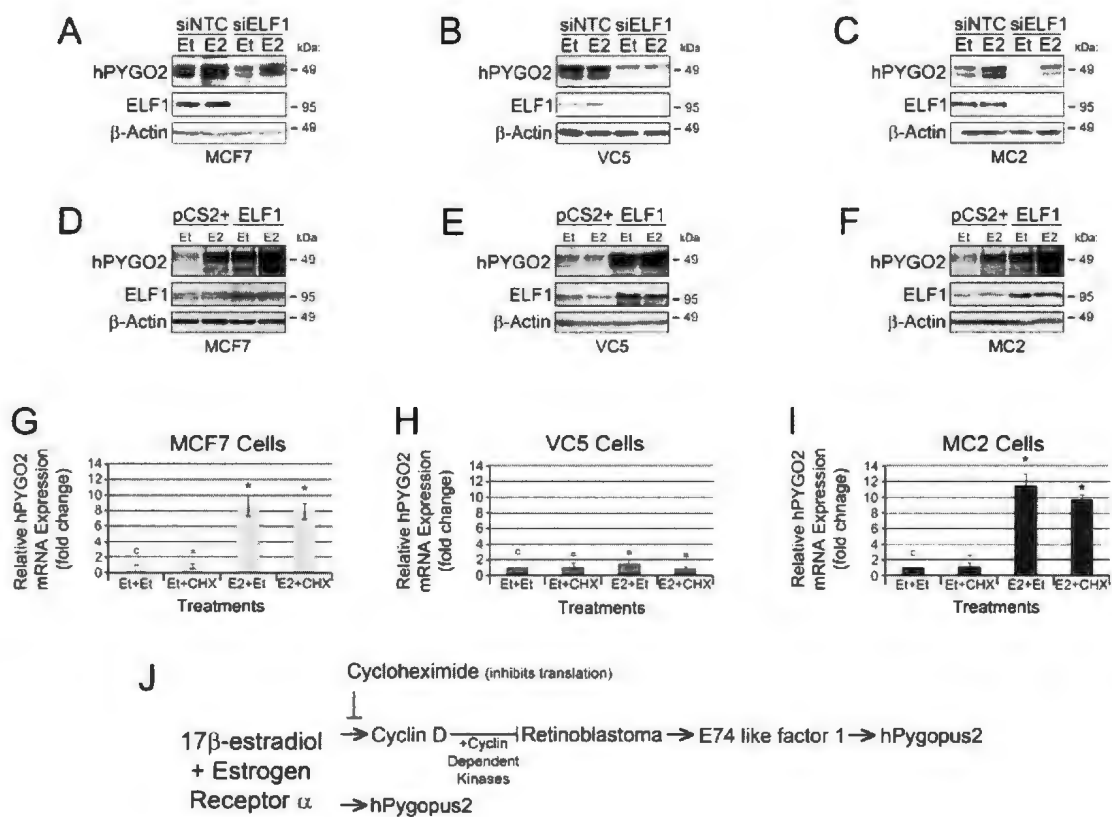 A
siNTC siELF1
Et E2 Et E2 kDa:
hPYGO2 - 49
ELF1 - 95
β-Actin - 49
MCF7
B
siNTC siELF1
Et E2 Et E2 kDa:
hPYGO2 - 49
ELF1 - 95
β-Actin - 49
VC5
C
siNTC siELF1
Et E2 Et E2 kDa:
hPYGO2 - 49
ELF1 - 95
β-Actin - 49
MC2
D
pCS2+ ELF1
Et E2 Et E2 kDa
hPYGO2 - 49
ELF1 - 95
β-Actin - 49
MCF7
E
pCS2+ ELF1
Et E2 Et E2 kDa
hPYGO2 - 49
ELF1 - 95
β-Actin - 49
VC5
F
pCS2+ ELF1
Et E2 Et E2 kDa:
hPYGO2 - 49
ELF1 - 95
β-Actin - 49
MC2
G
MCF7 Cells
Relative hPYGO2
mRNA Expression
(fold change)
14
12
10
8
6
4
2
0
c * * *
Et+Et Et+CHX E2+Et E2+CHX
Treatments
H
VC5 Cells
Relative hPYGO2
mRNA Expression
(fold change)
14
12
10
8
6
4
2
0
c * * *
Et+Et Et+CHX E2+Et E2+CHX
Treatments
I
MC2 Cells
Relative hPYGO2
mRNA Expression
(fold chnage)
14
12
10
8
6
4
2
0
c * *
Et+Et Et+CHX E2+Et E2+CHX
Treatments
J
Cycloheximide (inhibits translation)
17β-estradiol
+ Estrogen
Receptor α
→ Cyclin D
+Cyclin
Dependent
Kinases
Retinoblastoma → E74 like factor 1 → hPygopus2
→ hPygopus2